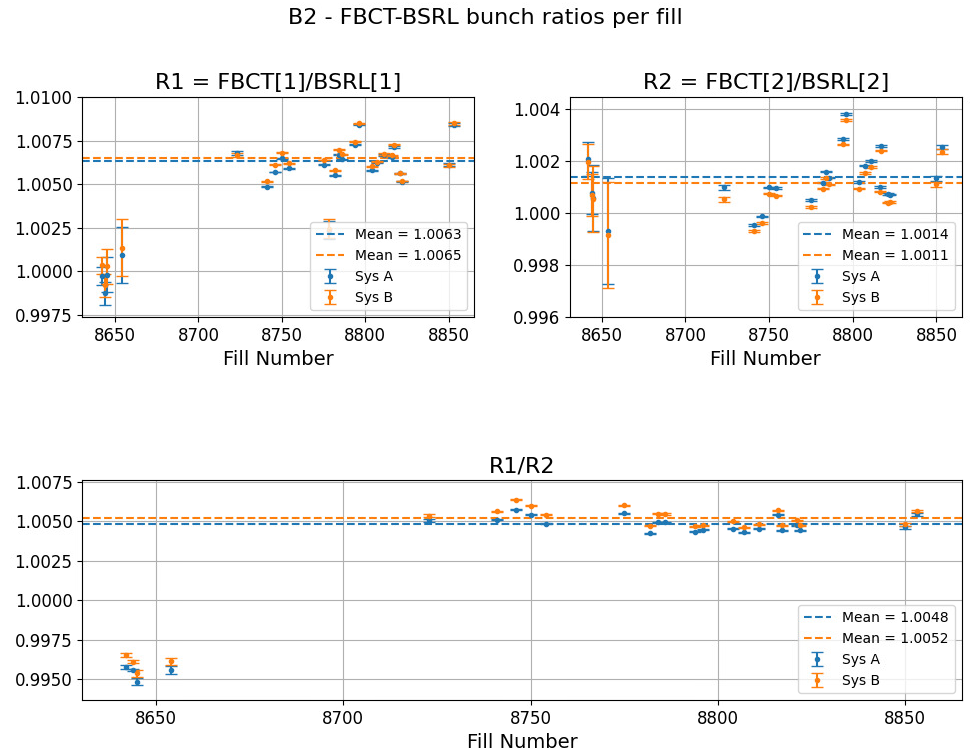 B2 - FBCT-BSRL bunch ratios per fill
R1 = FBCT[1]/BSRL[1]
1.0100
1.0075
1.0050
1.0025
1.0000
0.9975
8650
8700
8750
8800
8850
Fill Number
Mean = 1.0063
Mean = 1.0065
Sys A
Sys B
R2 = FBCT[2]/BSRL[2]
1.004
1.002
1.000
0.998
0.996
8650
8700
8750
8800
8850
Fill Number
Mean = 1.0014
Mean = 1.0011
Sys A
Sys B
R1/R2
1.0075
1.0050
1.0025
1.0000
0.9975
0.9950
8650
8700
8750
8800
8850
Fill Number
Mean = 1.0048
Mean = 1.0052
Sys A
Sys B